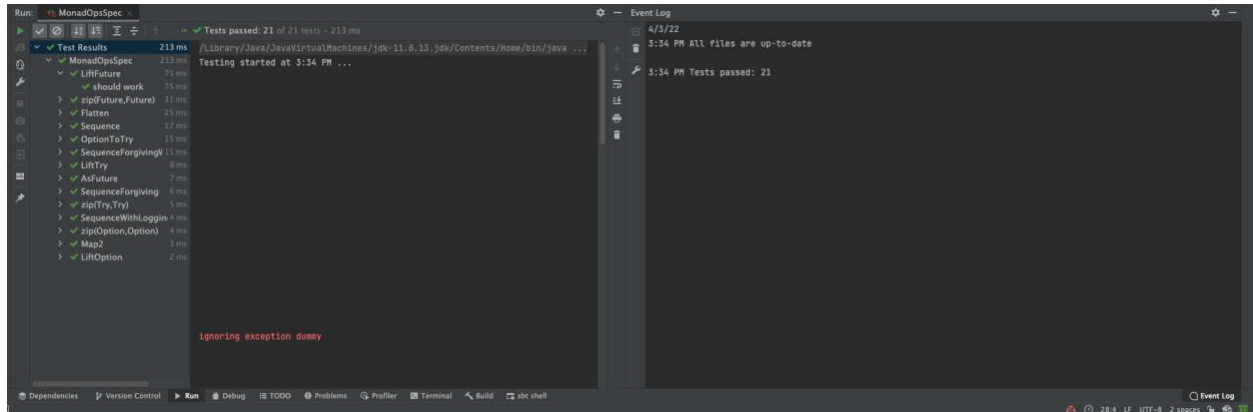 Run: MonadOpsSpec
Tests passed: 21 of 21 tests – 213 ms
Test Results 213 ms
MonadOpsSpec 213 ms
LiftFuture 75 ms
should work 75 ms
zip(Future,Future) 31 ms
Flatten 25 ms
Sequence 17 ms
OptionToTry 15 ms
SequenceForgivingW 11 ms
LiftTry 8 ms
AsFuture 7 ms
SequenceForgiving 6 ms
zip(Try,Try) 5 ms
SequenceWithLoggin 4 ms
zip(Option,Option) 4 ms
Map2 3 ms
LiftOption 2 ms
/Library/Java/JavaVirtualMachines/jdk-11.0.13.jdk/Contents/Home/bin/java ...
Testing started at 3:34 PM ...
ignoring exception dummy
Event Log
4/3/22
3:34 PM All files are up-to-date
3:34 PM Tests passed: 21
Dependencies Version Control Run Debug TODO Problems Profiler Terminal Build sbt shell Event Log
28:4 LF UTF-8 2 spaces